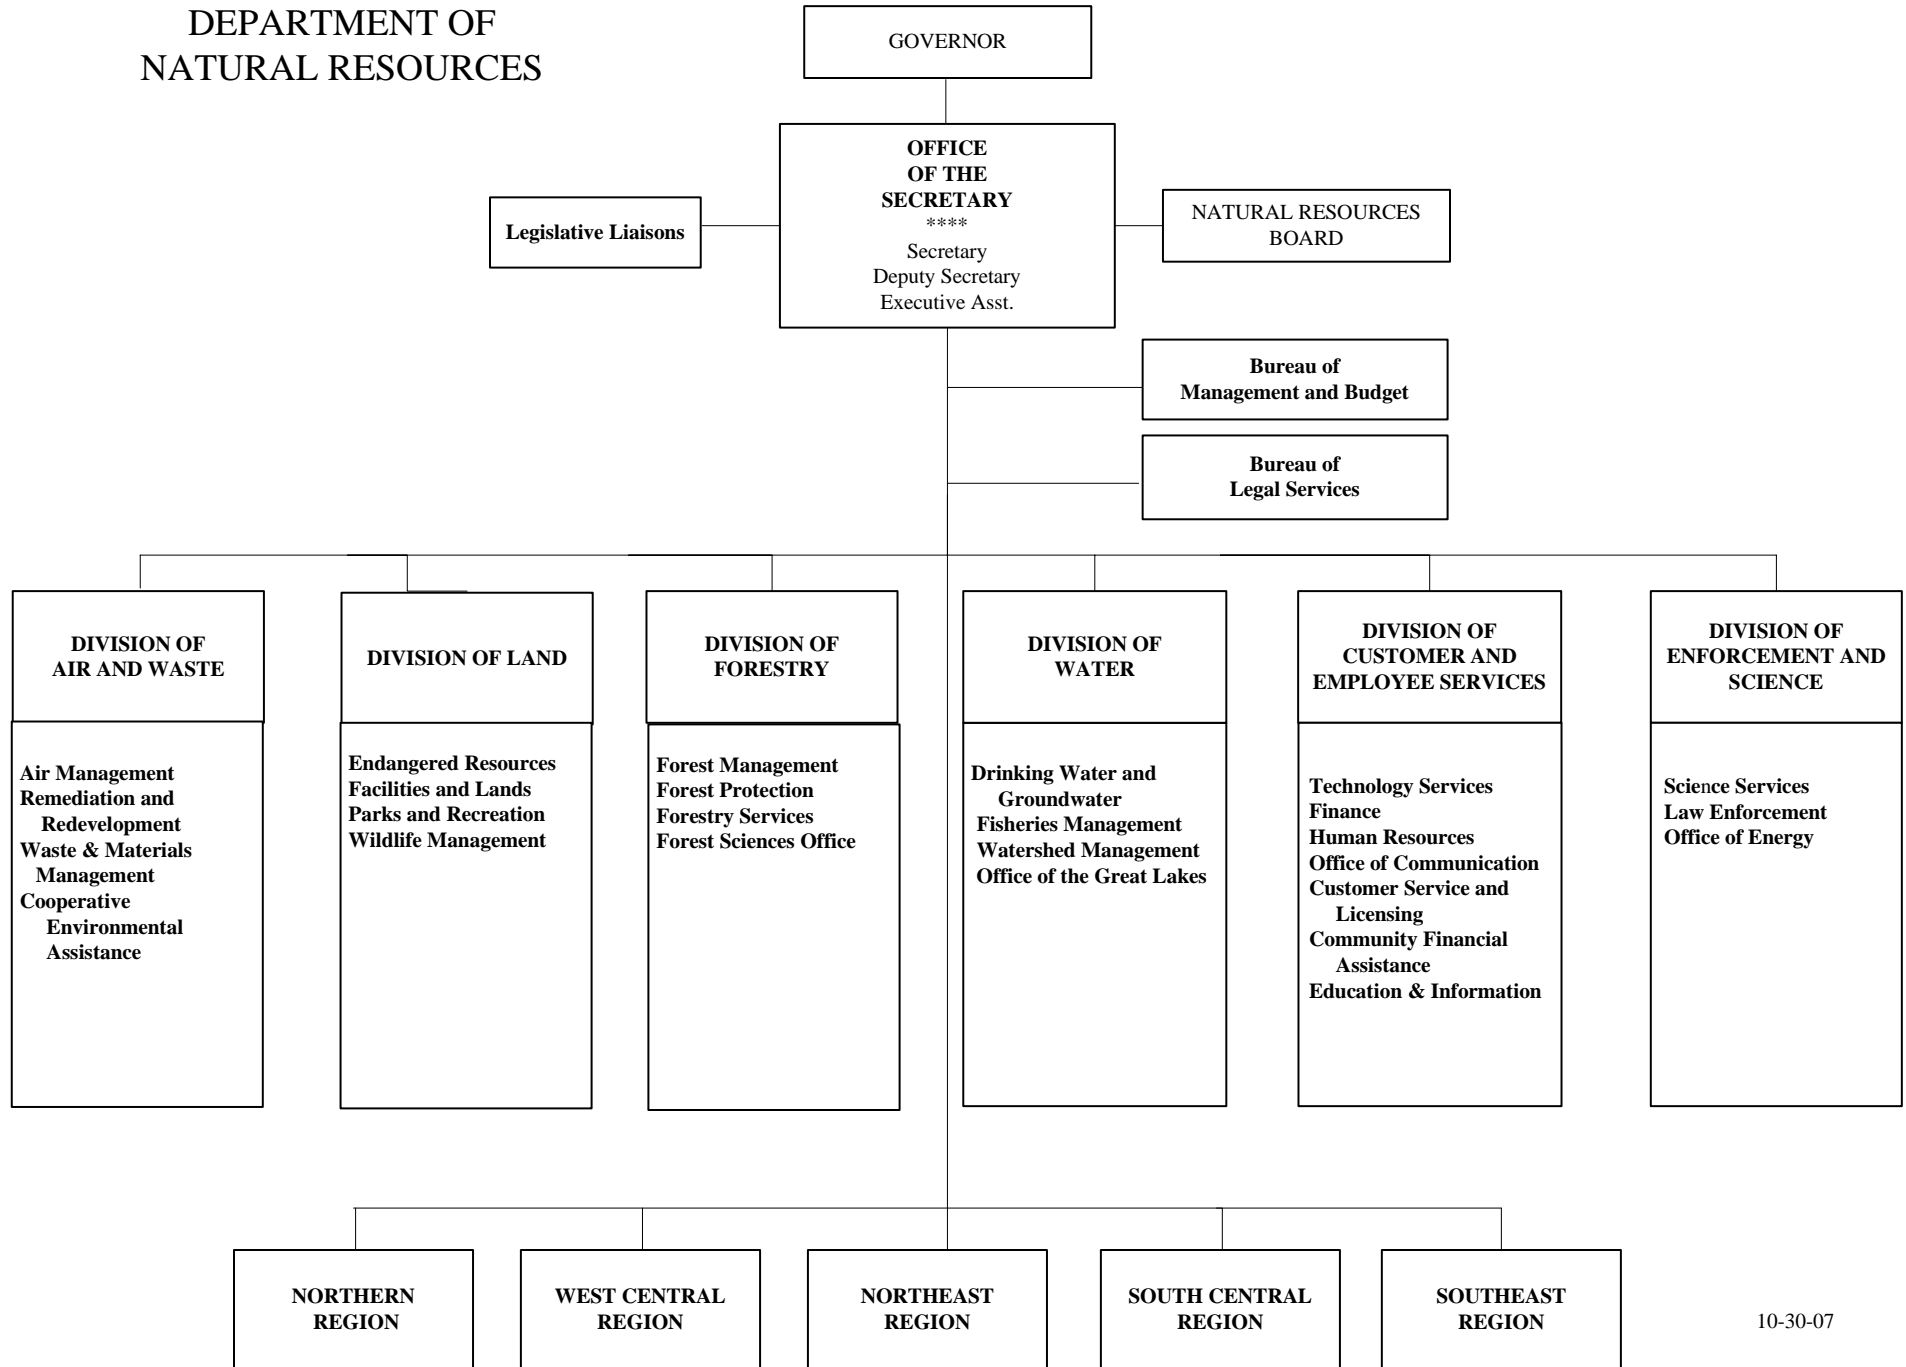 DEPARTMENT OF
NATURAL RESOURCES
GOVERNOR
OFFICE
OF THE
SECRETARY
****
Secretary
Deputy Secretary
Executive Asst.
Legislative Liaisons
NATURAL RESOURCES
BOARD
Bureau of
Management and Budget
Bureau of
Legal Services
DIVISION OF
AIR AND WASTE
Air Management
Remediation and
Redevelopment
Waste & Materials
Management
Cooperative
Environmental
Assistance
DIVISION OF LAND
Endangered Resources
Facilities and Lands
Parks and Recreation
Wildlife Management
DIVISION OF
FORESTRY
Forest Management
Forest Protection
Forestry Services
Forest Sciences Office
DIVISION OF
WATER
Drinking Water and
Groundwater
Fisheries Management
Watershed Management
Office of the Great Lakes
DIVISION OF
CUSTOMER AND
EMPLOYEE SERVICES
Technology Services
Finance
Human Resources
Office of Communication
Customer Service and
Licensing
Community Financial
Assistance
Education & Information
DIVISION OF
ENFORCEMENT AND
SCIENCE
Science Services
Law Enforcement
Office of Energy
NORTHERN
REGION
WEST CENTRAL
REGION
NORTHEAST
REGION
SOUTH CENTRAL
REGION
SOUTHEAST
REGION
10-30-07